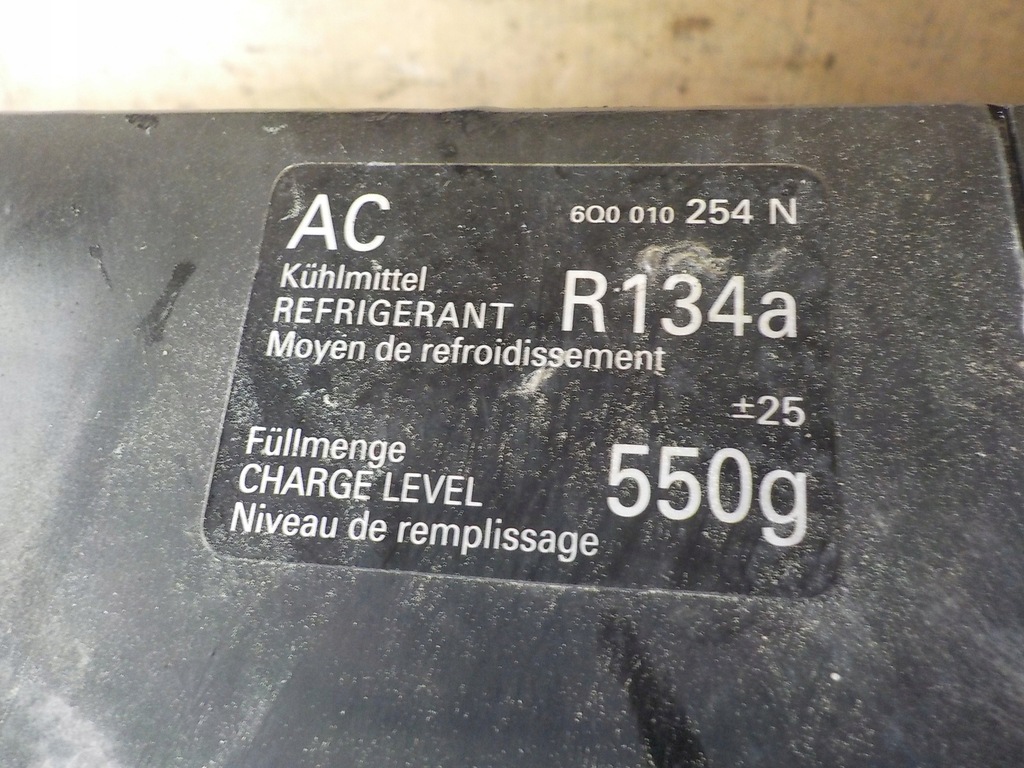 AC 6Q0 010 254 N
Kühlmittel
REFRIGERANT R134a
Moyen de refroidissement
±25
Füllmenge
CHARGE LEVEL 550g
Niveau de remplissage